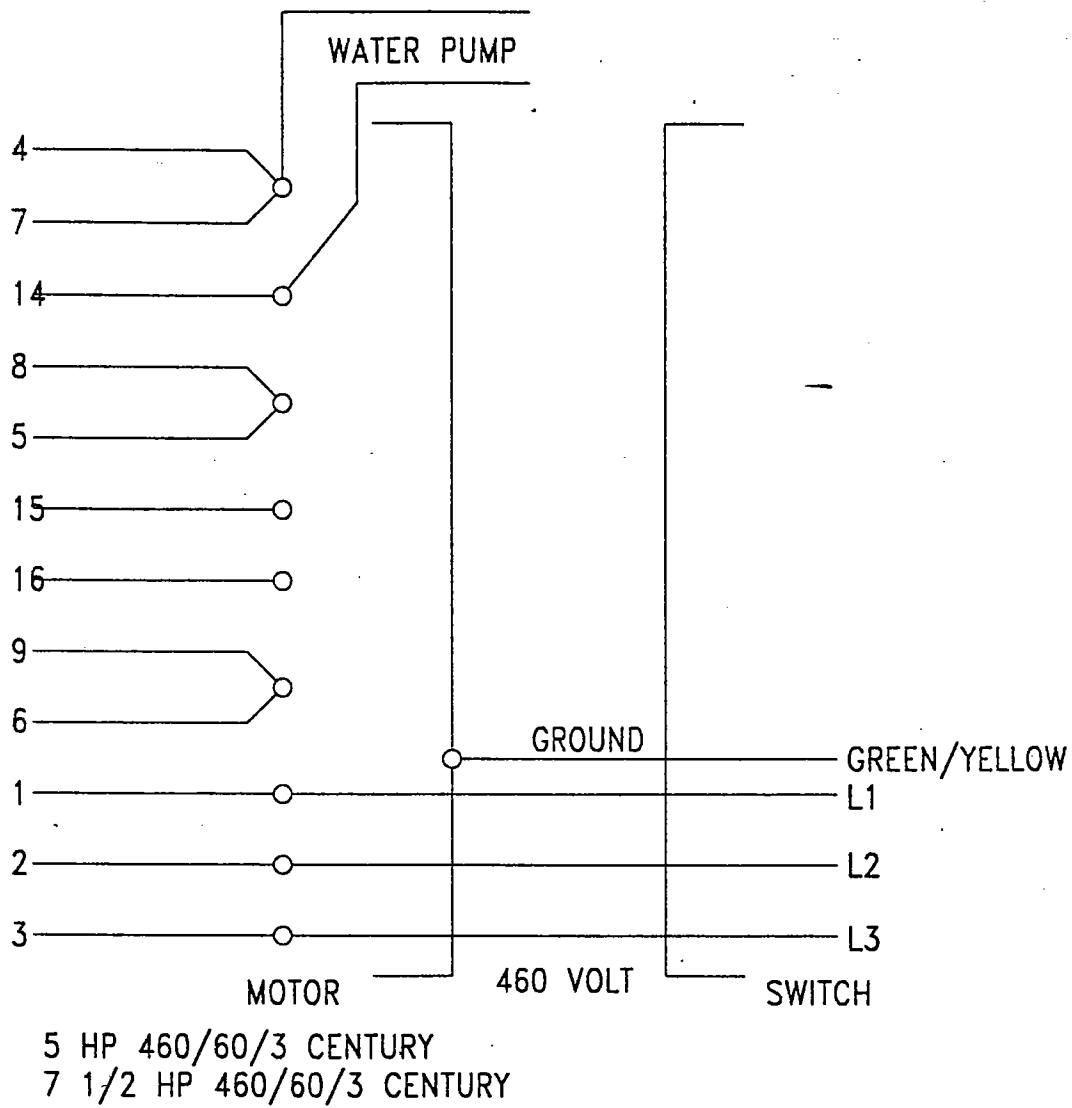 WATER PUMP
4
7
14
8
5
15
16
9
6
GROUND
GREEN/YELLOW
1
L1
2
L2
3
L3
MOTOR
460 VOLT
SWITCH
5 HP 460/60/3 CENTURY
7 1/2 HP 460/60/3 CENTURY